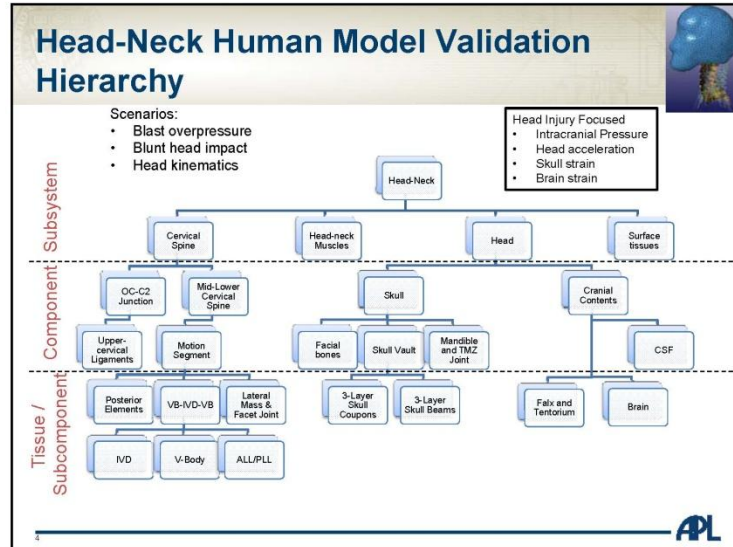 Head-Neck Human Model Validation
Hierarchy
Scenarios:
• Blast overpressure
• Blunt head impact
• Head kinematics
Head Injury Focused
• Intracranial Pressure
• Head acceleration
• Skull strain
• Brain strain
Subsystem
Head-Neck
Cervical
Spine
Head-neck
Muscles
Head
Surface
tissues
Component
OC-C2
Junction
Mid-Lower
Cervical
Spine
Skull
Cranial
Contents
Upper-
cervical
Ligaments
Motion
Segment
Facial
bones
Skull Vault
Mandible
and TMZ
Joint
CSF
Tissue /
Subcomponent
Posterior
Elements
VB-IVD-VB
Lateral
Mass &
Facet Joint
3-Layer
Skull
Coupons
3-Layer
Skull Beams
Falx and
Tentorium
Brain
IVD
V-Body
ALL/PLL
4
APL